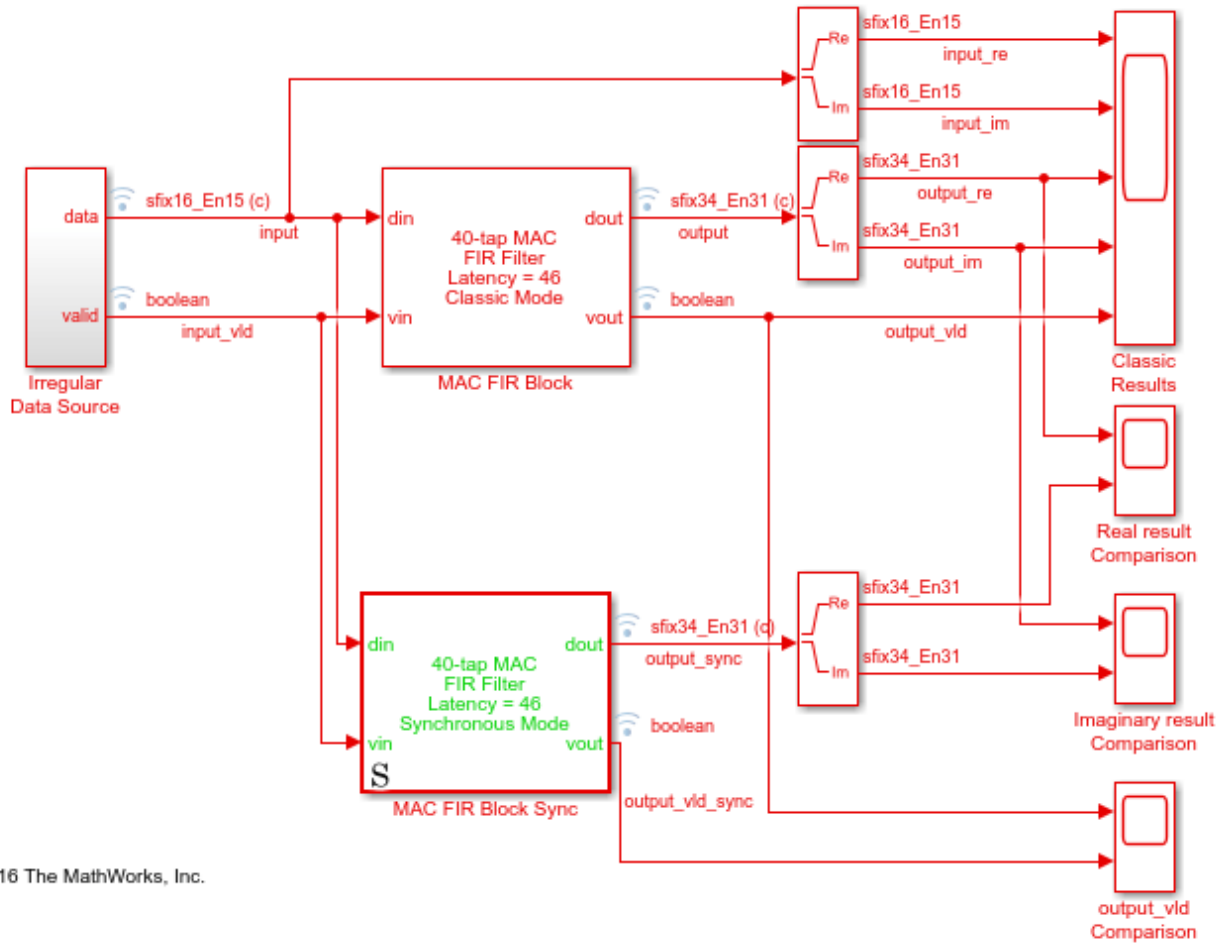 sfix16_En15
Re
input_re
sfix16_En15
Im
input_im
sfix34_En31
Re
output_re
sfix34_En31
Im
output_im
data
sfix16_En15 (c)
input
din
40-tap MAC
FIR Filter
Latency = 46
Classic Mode
dout
sfix34_En31 (c)
output
valid
boolean
input_vld
vin
vout
boolean
output_vld
Irregular
Data Source
MAC FIR Block
Classic
Results
Real result
Comparison
din
40-tap MAC
FIR Filter
Latency = 46
Synchronous Mode
dout
sfix34_En31 (c)
output_sync
Re
sfix34_En31
Im
sfix34_En31
vin
vout
boolean
S
output_vld_sync
MAC FIR Block Sync
Imaginary result
Comparison
16 The MathWorks, Inc.
output_vld
Comparison